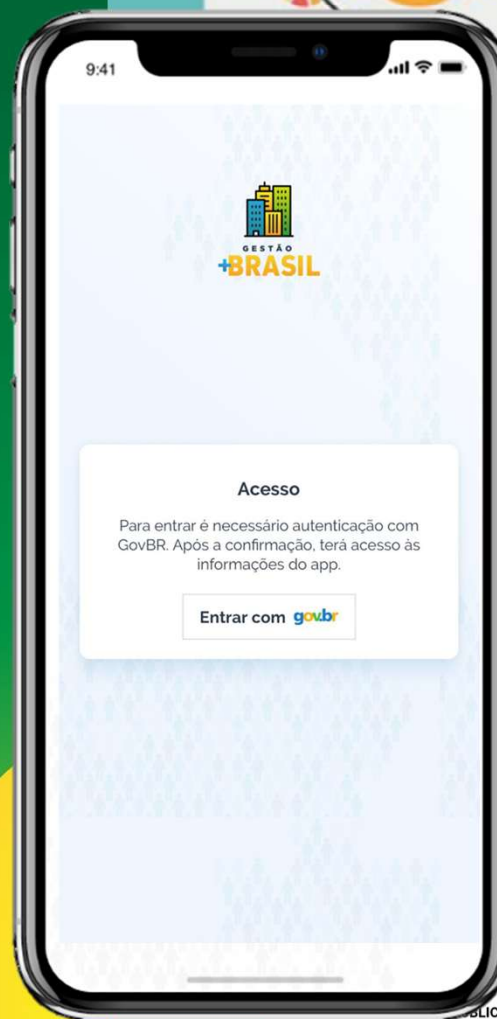 9:41
GESTÃO
+BRASIL
Acesso
Para entrar é necessário autenticação com
GovBR. Após a confirmação, terá acesso às
informações do app.
Entrar com gov.br